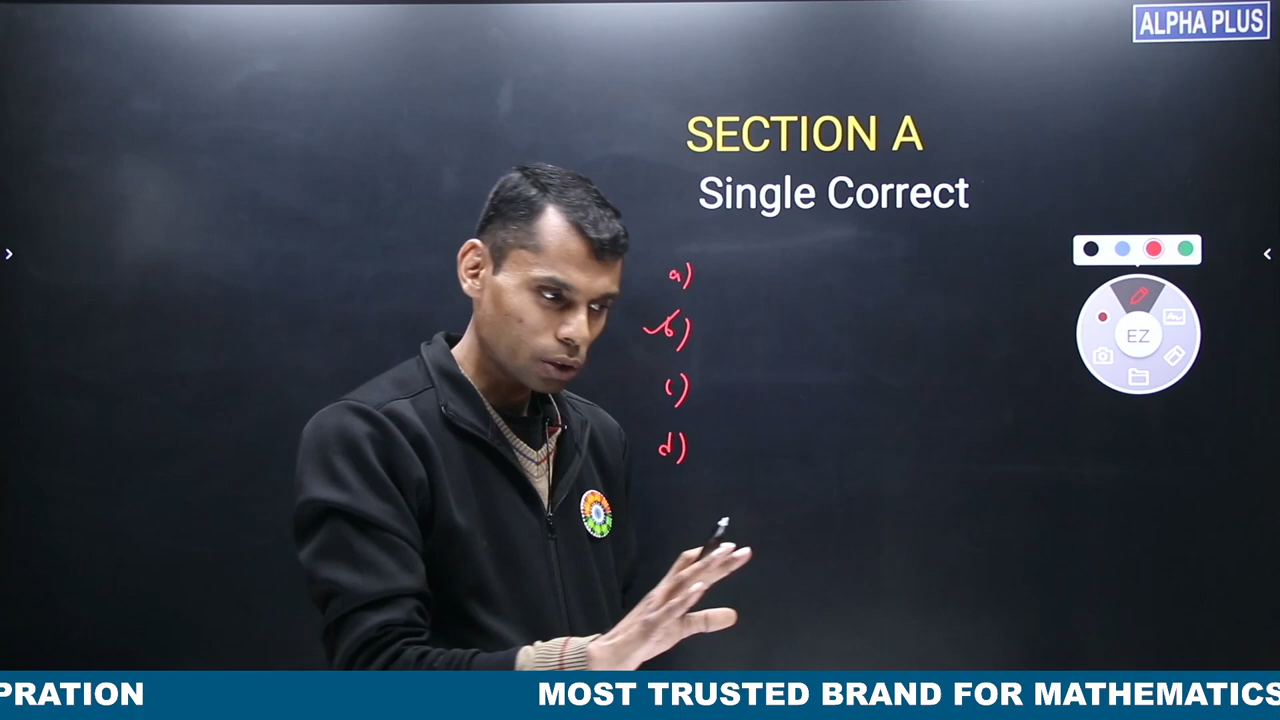 ALPHA PLUS
SECTION A
Single Correct
a)
b)
c)
d)
EZ
PRATION MOST TRUSTED BRAND FOR MATHEMATICS